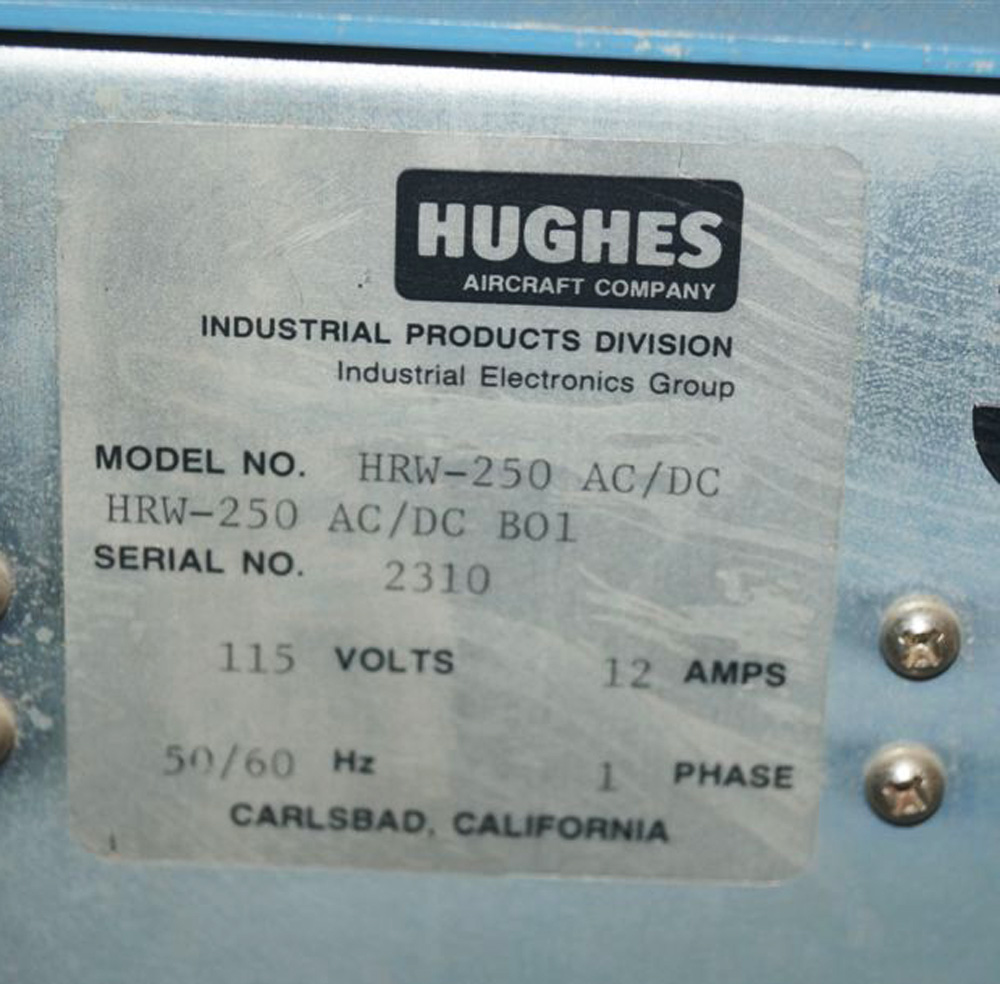 HUGHES
AIRCRAFT COMPANY
INDUSTRIAL PRODUCTS DIVISION
Industrial Electronics Group
MODEL NO. HRW-250 AC/DC
HRW-250 AC/DC B01
SERIAL NO. 2310
115 VOLTS 12 AMPS
50/60 Hz 1 PHASE
CARLSBAD, CALIFORNIA